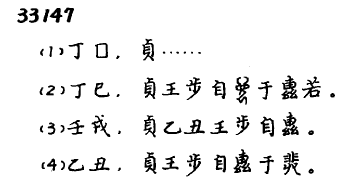 33147
(1)丁口，貞……
(2)丁巳，貞王步自于若。
(3)壬戌，貞乙丑王步自。
(4)乙丑，貞王步自于。